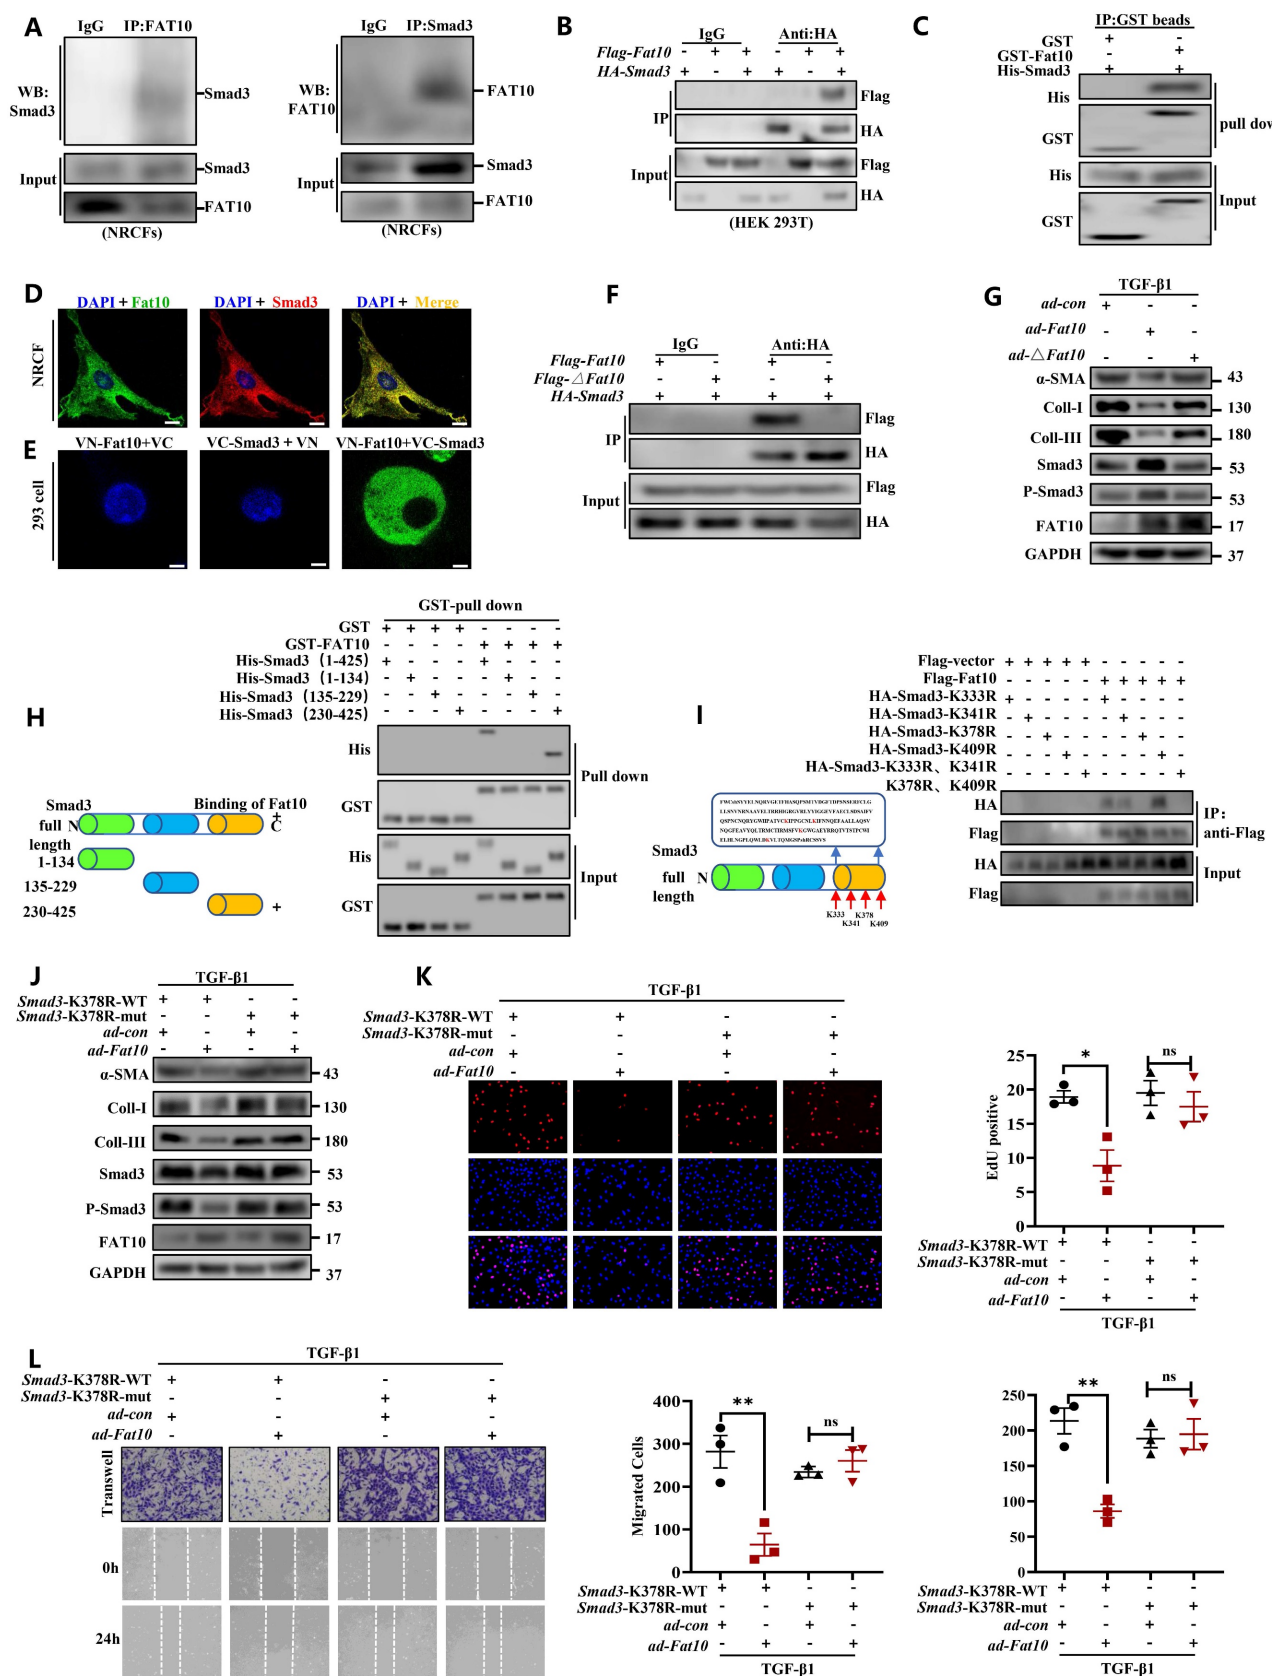 A
IgG IP:FAT10
WB:
Smad3
Smad3
Input
Smad3
FAT10
(NRCFs)
IgG IP:Smad3
WB:
FAT10
FAT10
Input
Smad3
FAT10
(NRCFs)
B
IgG Anti:HA
Flag-Fat10 - + + - + +
HA-Smad3 + - + + - +
IP
Flag
HA
Input
Flag
HA
(HEK 293T)
C
IP:GST beads
GST + -
GST-Fat10 - +
His-Smad3 + +
His
GST
pull dow
His
GST
Input
D
DAPI + Fat10
DAPI + Smad3
DAPI + Merge
NRCF
E
VN-Fat10+VC
VC-Smad3 + VN
VN-Fat10+VC-Smad3
293 cell
F
IgG Anti:HA
Flag-Fat10 + - + -
Flag-△Fat10 - + - +
HA-Smad3 + + + +
IP
Flag
HA
Input
Flag
HA
G
TGF-β1
ad-con + - -
ad-Fat10 - + -
ad-△Fat10 - - +
α-SMA 43
Coll-I 130
Coll-III 180
Smad3 53
P-Smad3 53
FAT10 17
GAPDH 37
H
GST-pull down
GST + + + + - - - -
GST-FAT10 - - - - + + + +
His-Smad3（1-425） + - - - + - - -
His-Smad3（1-134） - + - - - + - -
His-Smad3（135-229） - - + - - - + -
His-Smad3（230-425） - - - + - - - +
His
GST
Pull down
His
GST
Input
Smad3
full N
length
Binding of Fat10
+
C
1-134
135-229
230-425 +
I
Flag-vector + + + + + - - - - -
Flag-Fat10 - - - - - + + + + +
HA-Smad3-K333R + - - - - + - - - -
HA-Smad3-K341R - + - - - - + - - -
HA-Smad3-K378R - - + - - - - + - -
HA-Smad3-K409R - - - + - - - - + -
HA-Smad3-K333R、K341R
K378R、K409R - - - - + - - - - +
HA
Flag
IP：
anti-Flag
HA
Flag
Input
Smad3
full N
length
K333
K341
K378
K409
J
TGF-β1
Smad3-K378R-WT + + - -
Smad3-K378R-mut - - + +
ad-con + - + -
ad-Fat10 - + - +
α-SMA 43
Coll-I 130
Coll-III 180
Smad3 53
P-Smad3 53
FAT10 17
GAPDH 37
K
TGF-β1
Smad3-K378R-WT + + - -
Smad3-K378R-mut - - + +
ad-con + - + -
ad-Fat10 - + - +
EdU positive
25
20
15
10
5
0
*
ns
Smad3-K378R-WT + + - -
Smad3-K378R-mut - - + +
ad-con + - + -
ad-Fat10 - + - +
TGF-β1
L
TGF-β1
Smad3-K378R-WT + + - -
Smad3-K378R-mut - - + +
ad-con + - + -
ad-Fat10 - + - +
Transwell
0h
24h
Migrated Cells
400
300
200
100
0
**
ns
Smad3-K378R-WT + + - -
Smad3-K378R-mut - - + +
ad-con + - + -
ad-Fat10 - + - +
TGF-β1
250
200
150
100
50
0
**
ns
Smad3-K378R-WT + + - -
Smad3-K378R-mut - - + +
ad-con + - + -
ad-Fat10 - + - +
TGF-β1